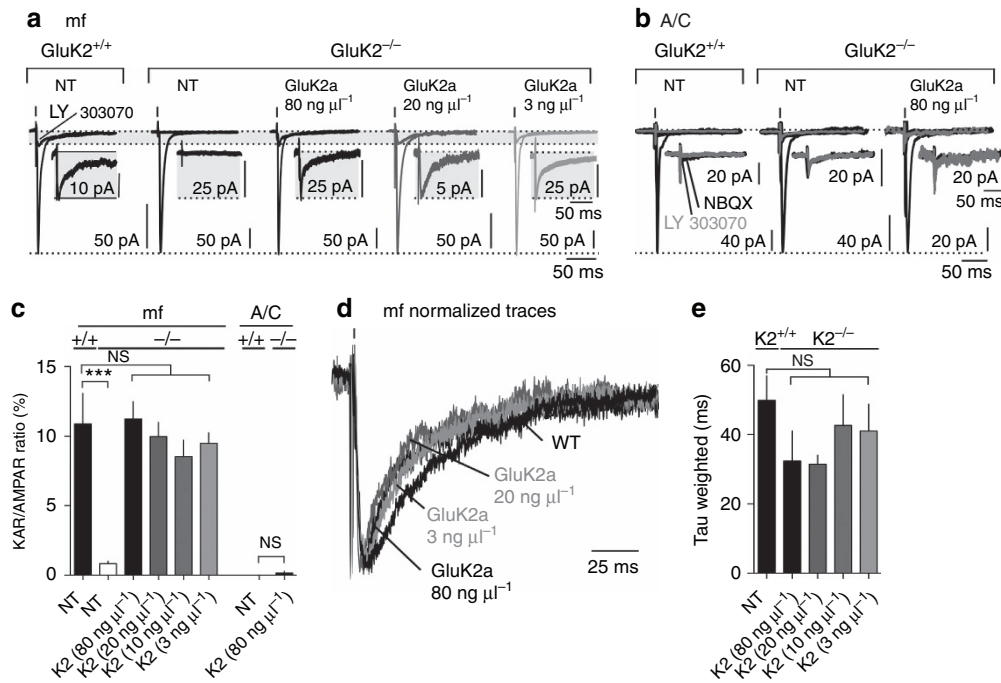 a mf
GluK2+/+ GluK2−/−
NT NT GluK2a GluK2a GluK2a
80 ng µl−1 20 ng µl−1 3 ng µl−1
LY 303070
10 pA 25 pA 25 pA 5 pA 25 pA
50 ms
50 pA 50 pA 50 pA 50 pA 50 pA
50 ms
b A/C
GluK2+/+ GluK2−/−
NT NT GluK2a
80 ng µl−1
20 pA 20 pA 20 pA
NBQX 50 ms
LY 303070
40 pA 40 pA 20 pA
50 ms
c mf A/C
+/+ −/− +/+ −/−
NS
***
NS
KAR/AMPAR ratio (%)
15
10
5
0
NT
NT
K2 (80 ng µl−1)
K2 (20 ng µl−1)
K2 (10 ng µl−1)
K2 (3 ng µl−1)
NT
K2 (80 ng µl−1)
d mf normalized traces
WT
GluK2a
20 ng µl−1
GluK2a
3 ng µl−1
GluK2a
80 ng µl−1
25 ms
e K2+/+ K2−/−
NS
Tau weighted (ms)
60
40
20
0
NT
K2 (80 ng µl−1)
K2 (20 ng µl−1)
K2 (10 ng µl−1)
K2 (3 ng µl−1)